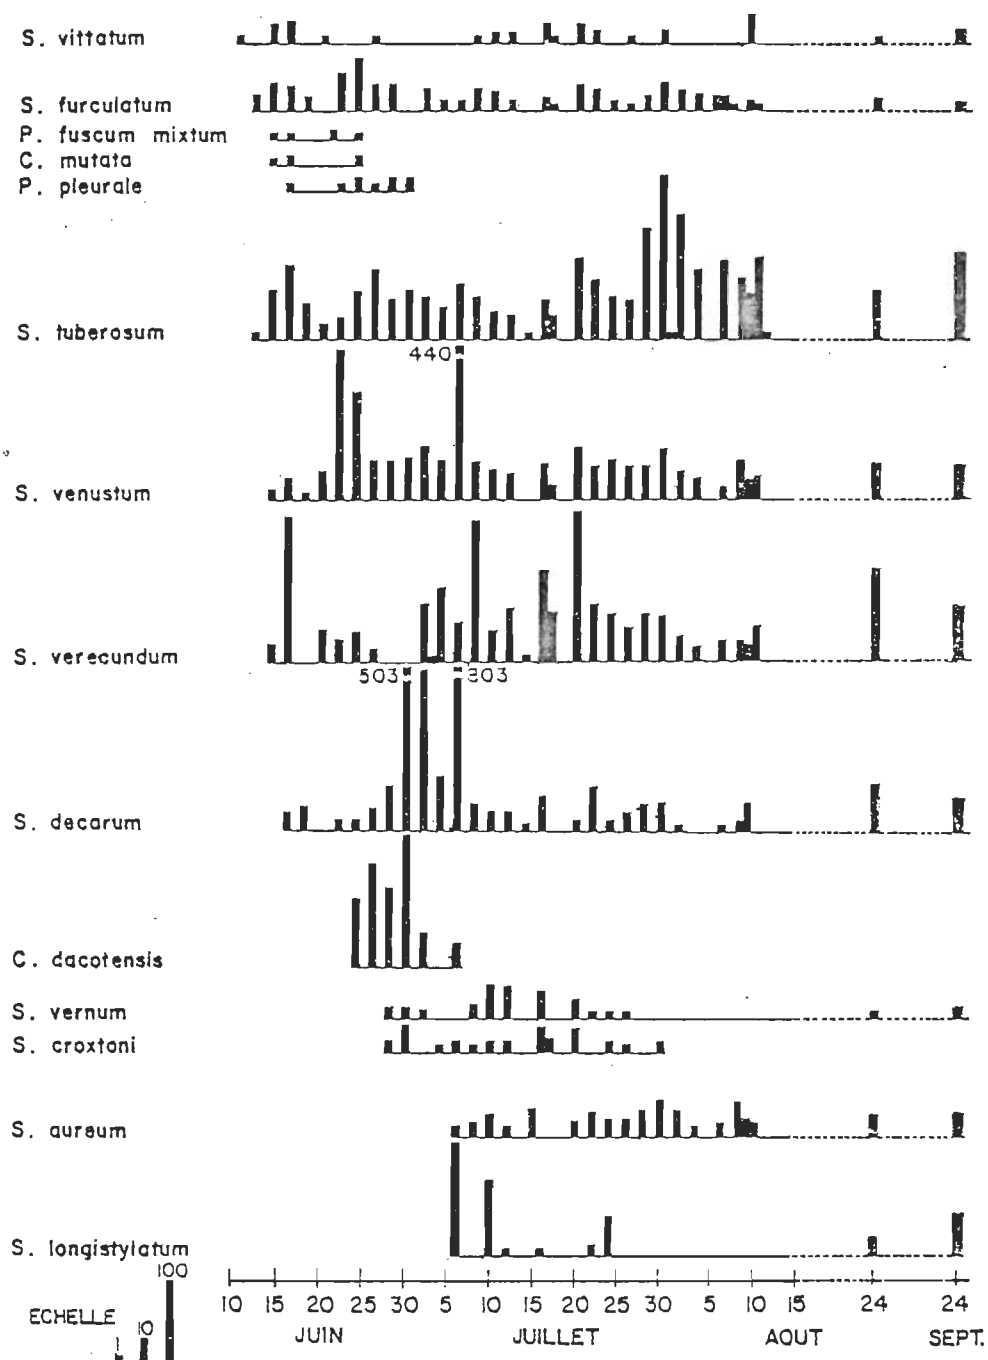 S. vittatum
S. furculatum
P. fuscum mixtum
C. mutata
P. pleurale
S. tuberosum
440
S. venustum
S. verecundum
503 303
S. decorum
C. dacotensis
S. vernum
S. croxtoni
S. aureum
S. longistylatum
100
ECHELLE 1 10
10 15 20 25 30 5 10 15 20 25 30 5 10 15 24 24
JUIN JUILLET AOUT SEPT.